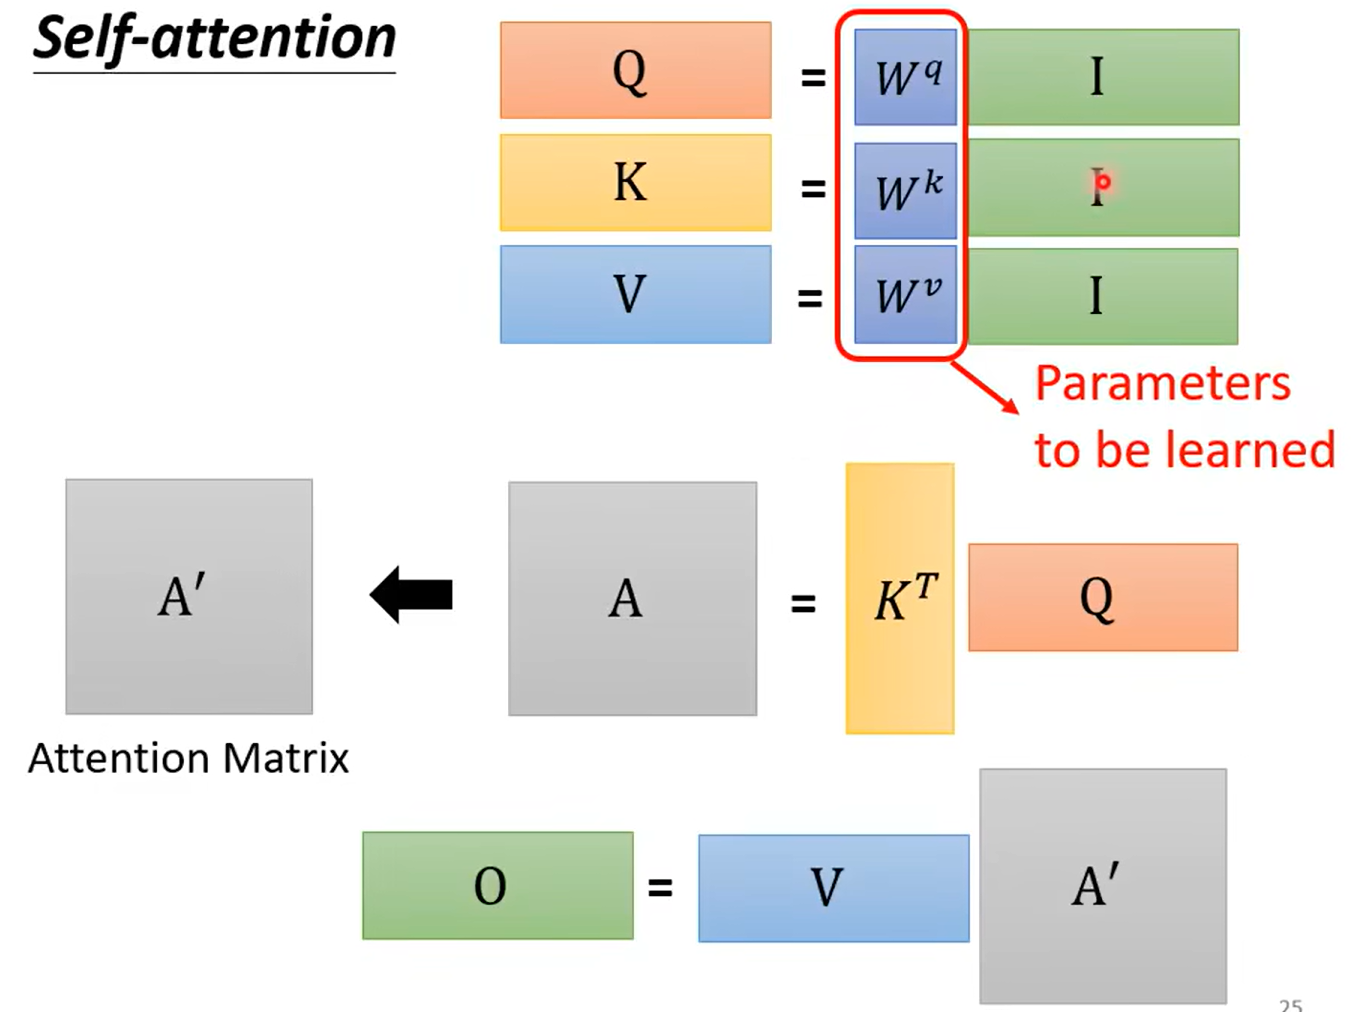 Self-attention
Q = W^q I
K = W^k I
V = W^v I
Parameters
to be learned
A′ A = K^T Q
Attention Matrix
O = V A′
25